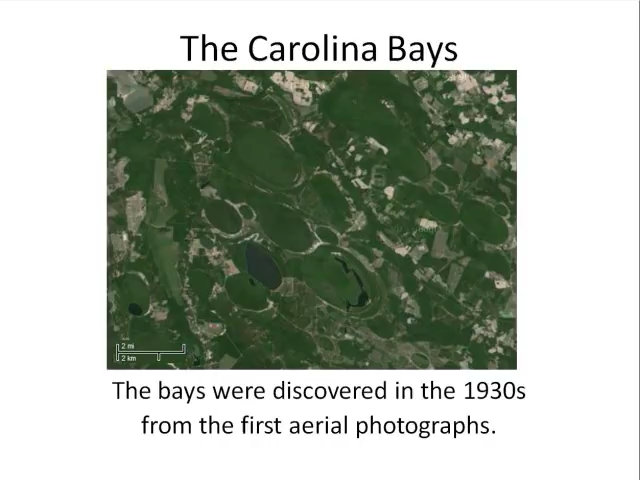 The Carolina Bays
2 mi
2 km
The bays were discovered in the 1930s
from the first aerial photographs.